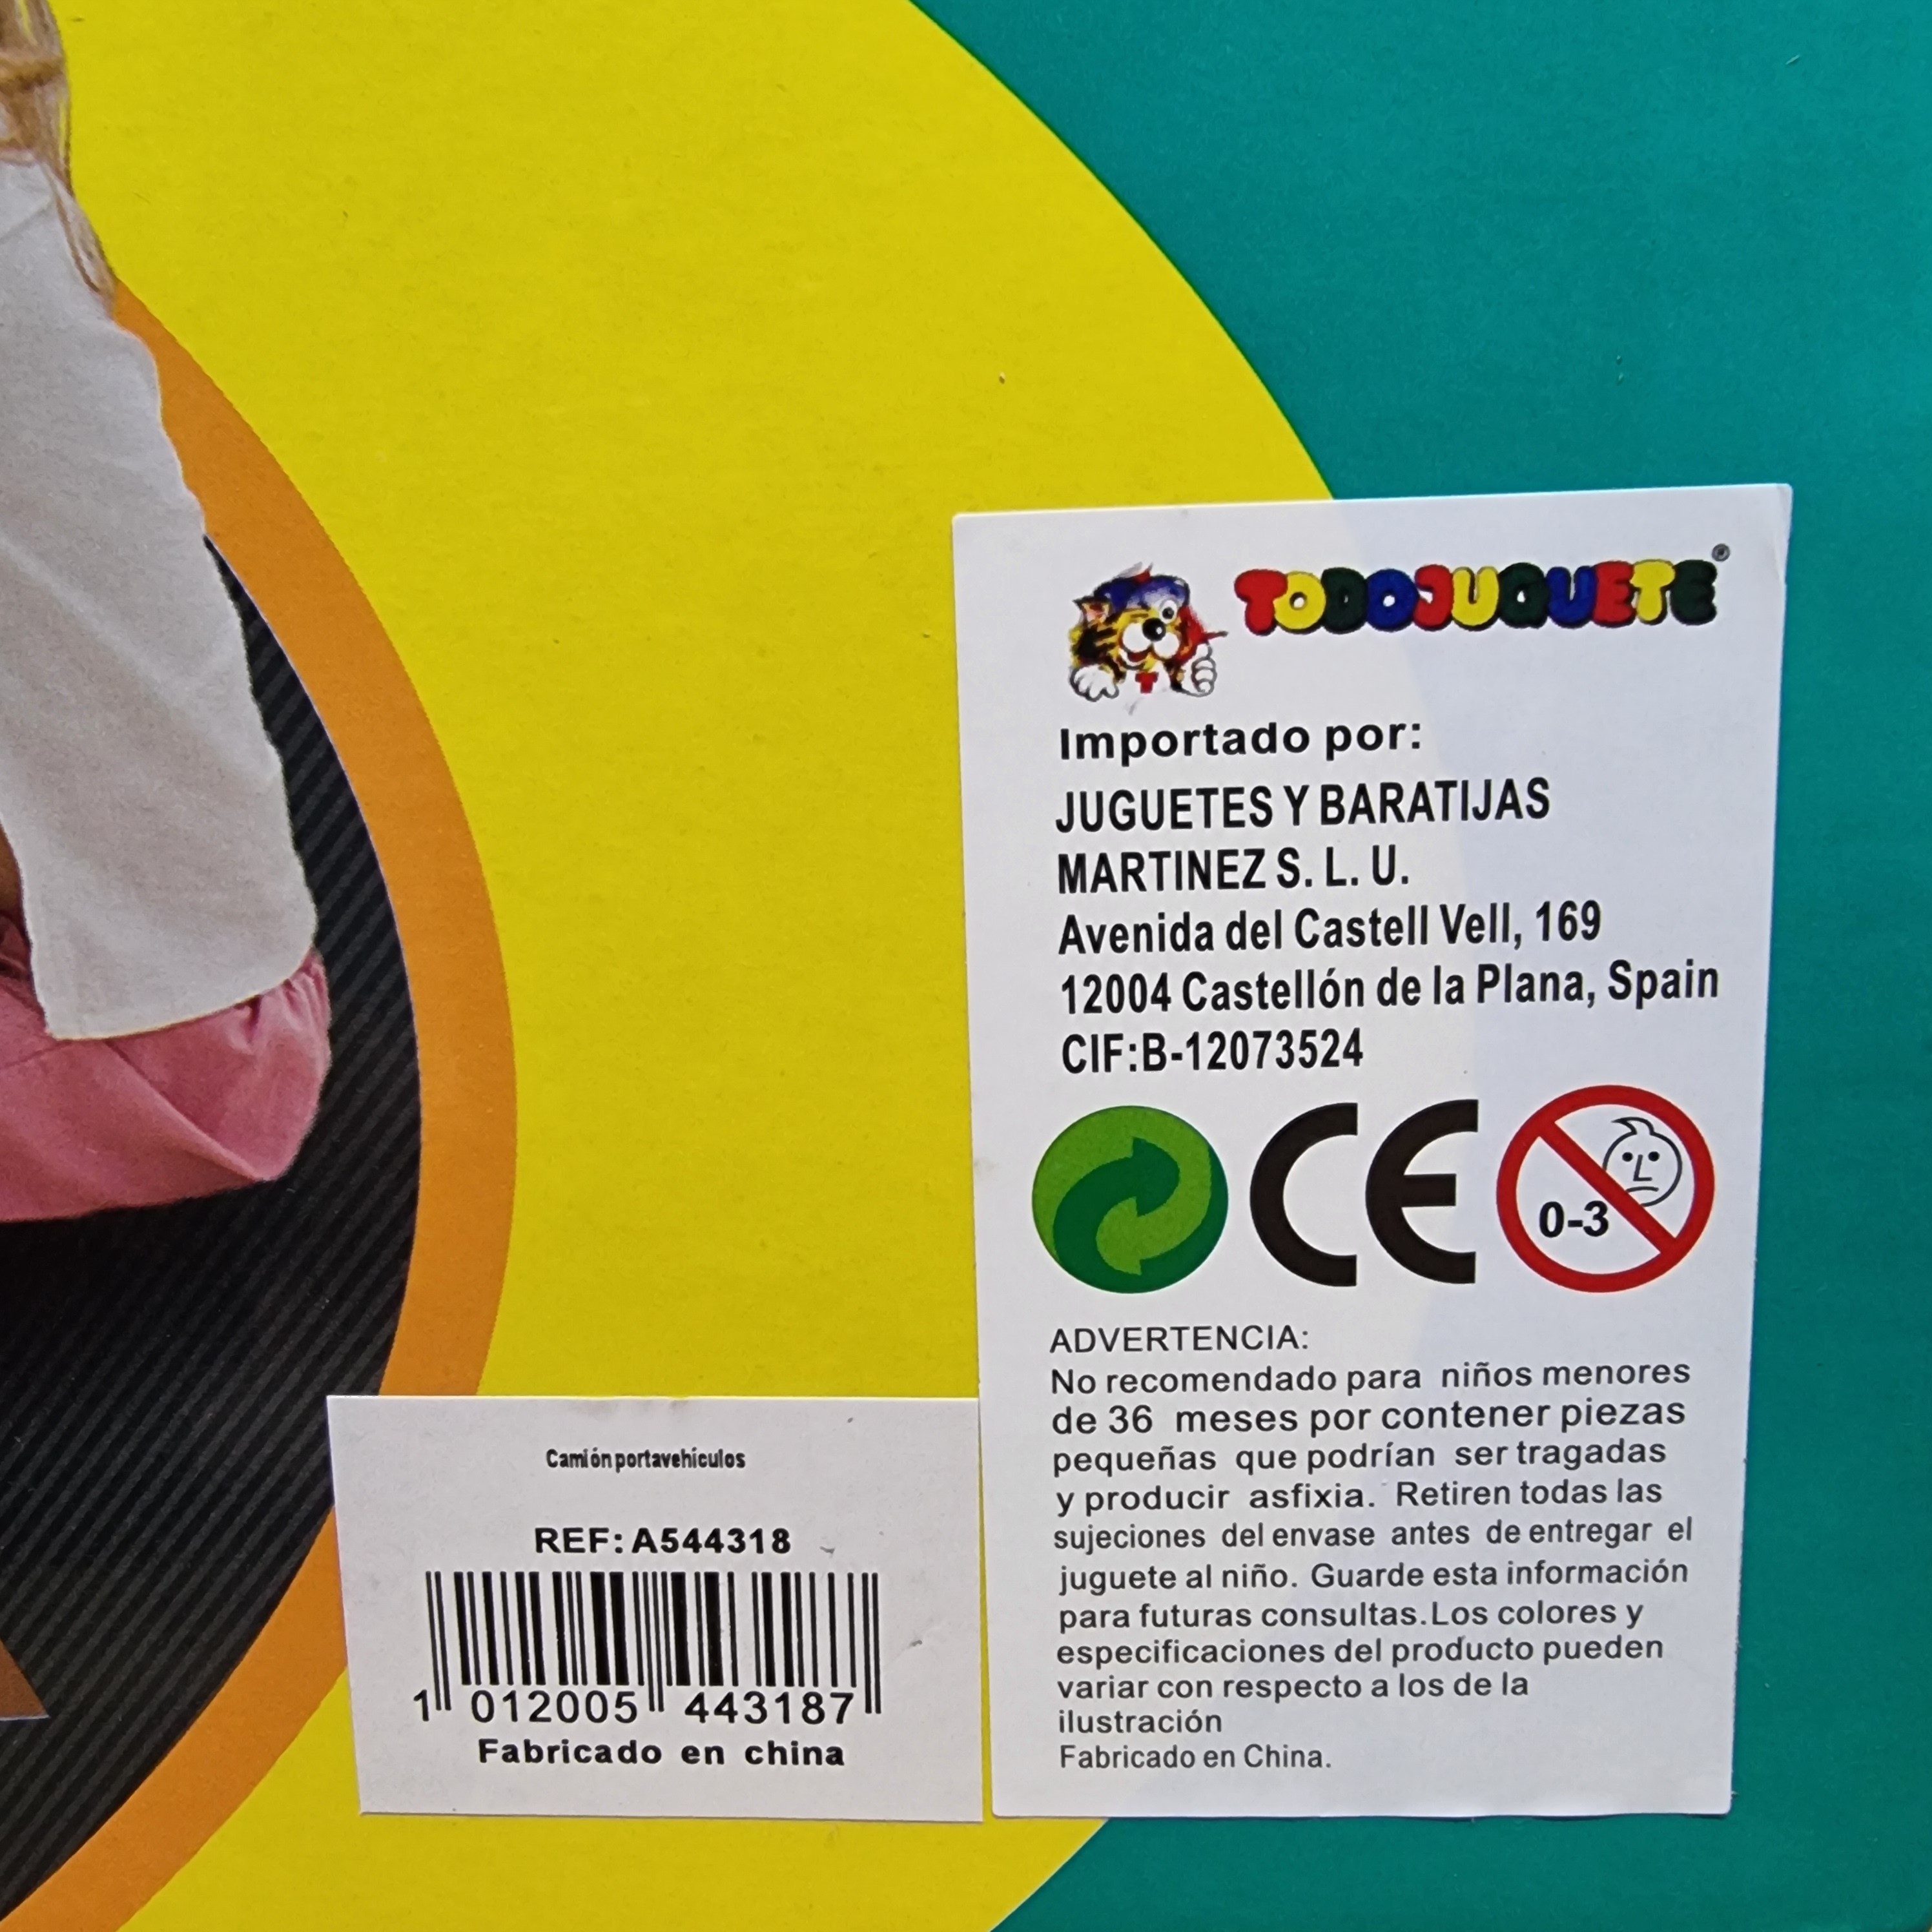 TODOJUGUETE®
Importado por:
JUGUETES Y BARATIJAS
MARTINEZ S. L. U.
Avenida del Castell Vell, 169
12004 Castellón de la Plana, Spain
CIF:B-12073524
CE
0-3
ADVERTENCIA:
No recomendado para niños menores
de 36 meses por contener piezas
pequeñas que podrían ser tragadas
y producir asfixia. Retiren todas las
sujeciones del envase antes de entregar el
juguete al niño. Guarde esta información
para futuras consultas.Los colores y
especificaciones del producto pueden
variar con respecto a los de la
ilustración
Fabricado en China.
Camión portavehículos
REF: A544318
1 012005 443187
Fabricado en china